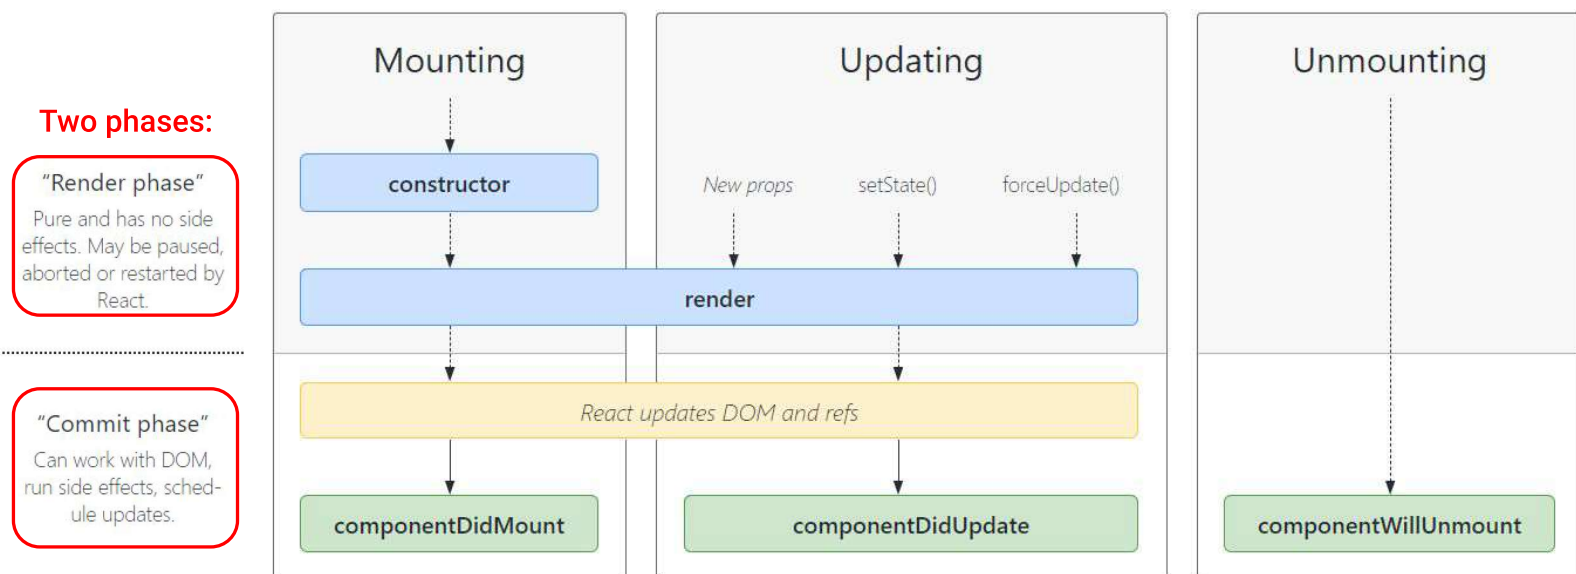 Mounting
Updating
Unmounting
Two phases:
“Render phase”
Pure and has no side
effects. May be paused,
aborted or restarted by
React.
constructor
New props
setState()
forceUpdate()
render
“Commit phase”
Can work with DOM,
run side effects, sched-
ule updates.
React updates DOM and refs
componentDidMount
componentDidUpdate
componentWillUnmount